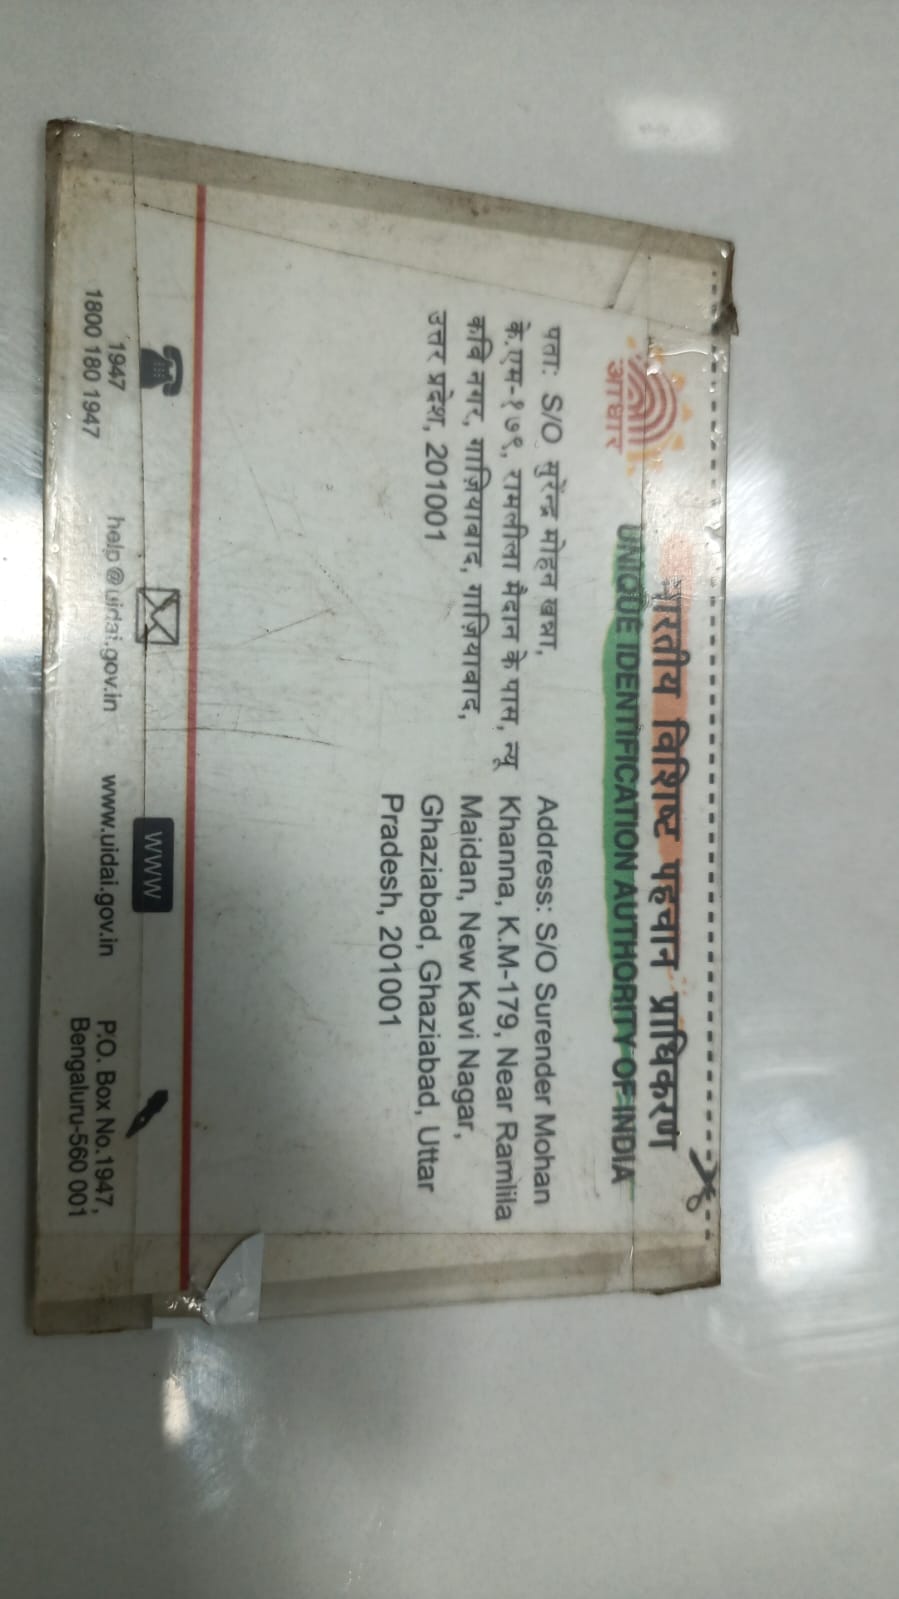 भारतीय विशिष्ट पहचान प्राधिकरण
UNIQUE IDENTIFICATION AUTHORITY OF INDIA
आधार
पता: S/O सुरेन्द्र मोहन खन्ना,
के.एम-१७९, रामलीला मैदान के पास, न्यू
कवि नगर, गाज़ियाबाद, गाज़ियाबाद,
उत्तर प्रदेश, 201001
Address: S/O Surender Mohan
Khanna, K.M-179, Near Ramlila
Maidan, New Kavi Nagar,
Ghaziabad, Ghaziabad, Uttar
Pradesh, 201001
1947
1800 180 1947
help@uidai.gov.in
WWW
www.uidai.gov.in
P.O. Box No.1947,
Bengaluru-560 001